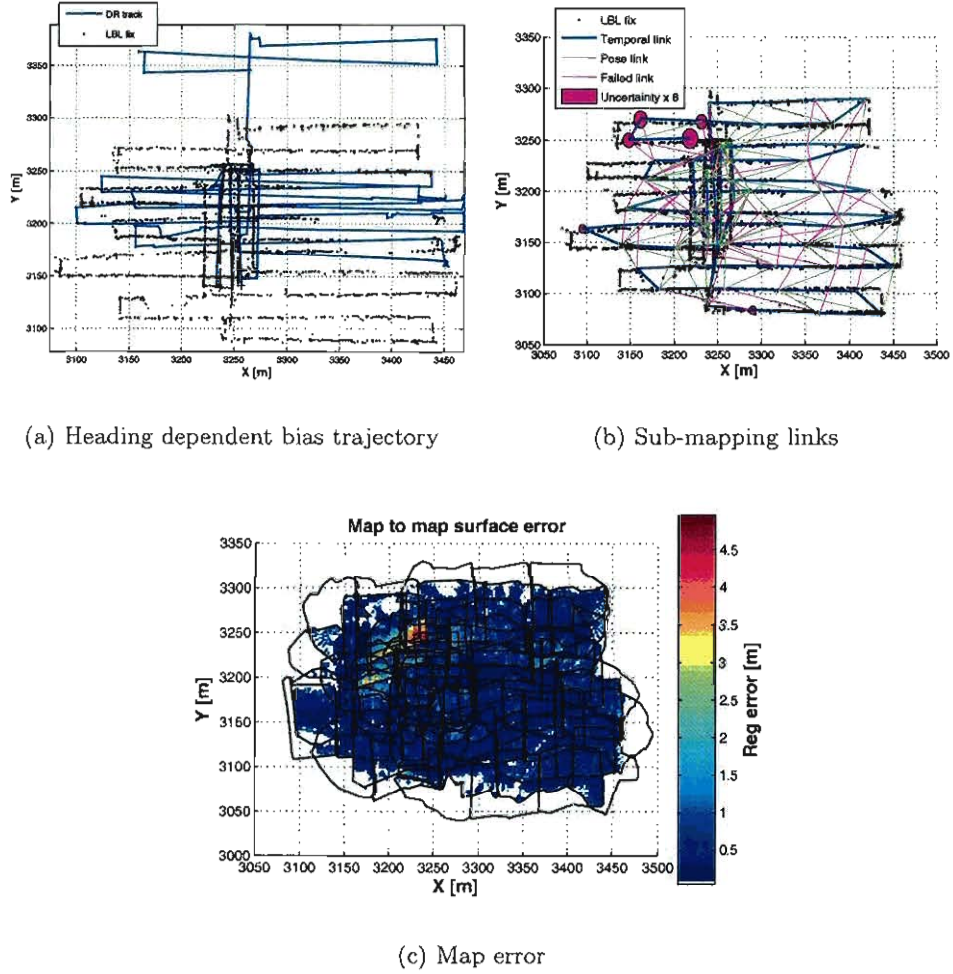 DR track
LBL fix
3350
3300
3250
3200
3150
3100
Y [m]
3100 3150 3200 3250 3300 3350 3400 3450
X [m]
(a) Heading dependent bias trajectory
LBL fix
Temporal link
Pose link
Failed link
Uncertainty x 6
3350
3300
3250
3200
3150
3100
3050
Y [m]
3050 3100 3150 3200 3250 3300 3350 3400 3450 3500
X [m]
(b) Sub-mapping links
Map to map surface error
3350
3300
3250
3200
3150
3100
3050
3000
Y [m]
3050 3100 3150 3200 3250 3300 3350 3400 3450 3500
X [m]
4.5
4
3.5
3
2.5
2
1.5
1
0.5
Reg error [m]
(c) Map error